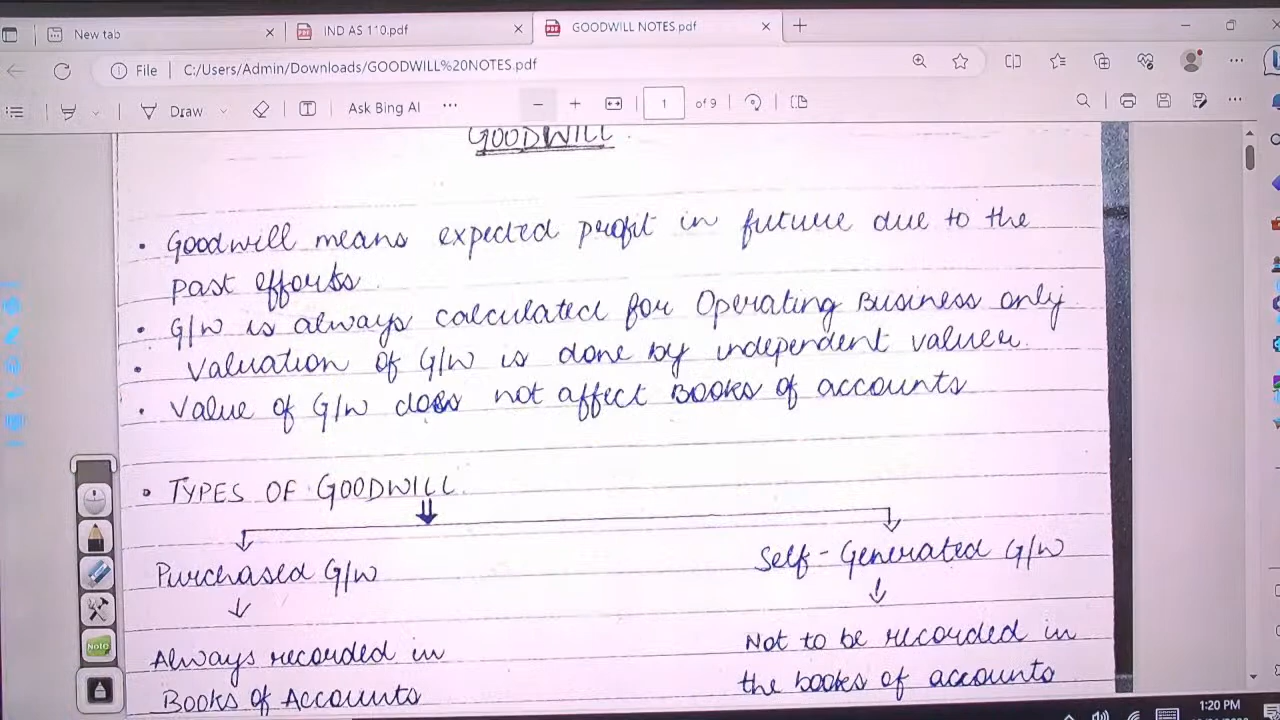 New tab
IND AS 110.pdf
GOODWILL NOTES.pdf
File | C:/Users/Admin/Downloads/GOODWILL%20NOTES.pdf
Draw
Ask Bing AI
1 of 9
GOODWILL
• Goodwill means expected profit in future due to the
past efforts.
• G/W is always calculated for Operating Business only
• Valuation of G/W is done by independent valuer.
• Value of G/W does not affect Books of accounts
• TYPES OF GOODWILL
Purchased G/W
Self-Generated G/W
Always recorded in
Books of Accounts
Not to be recorded in
the books of accounts
Note
1:20 PM